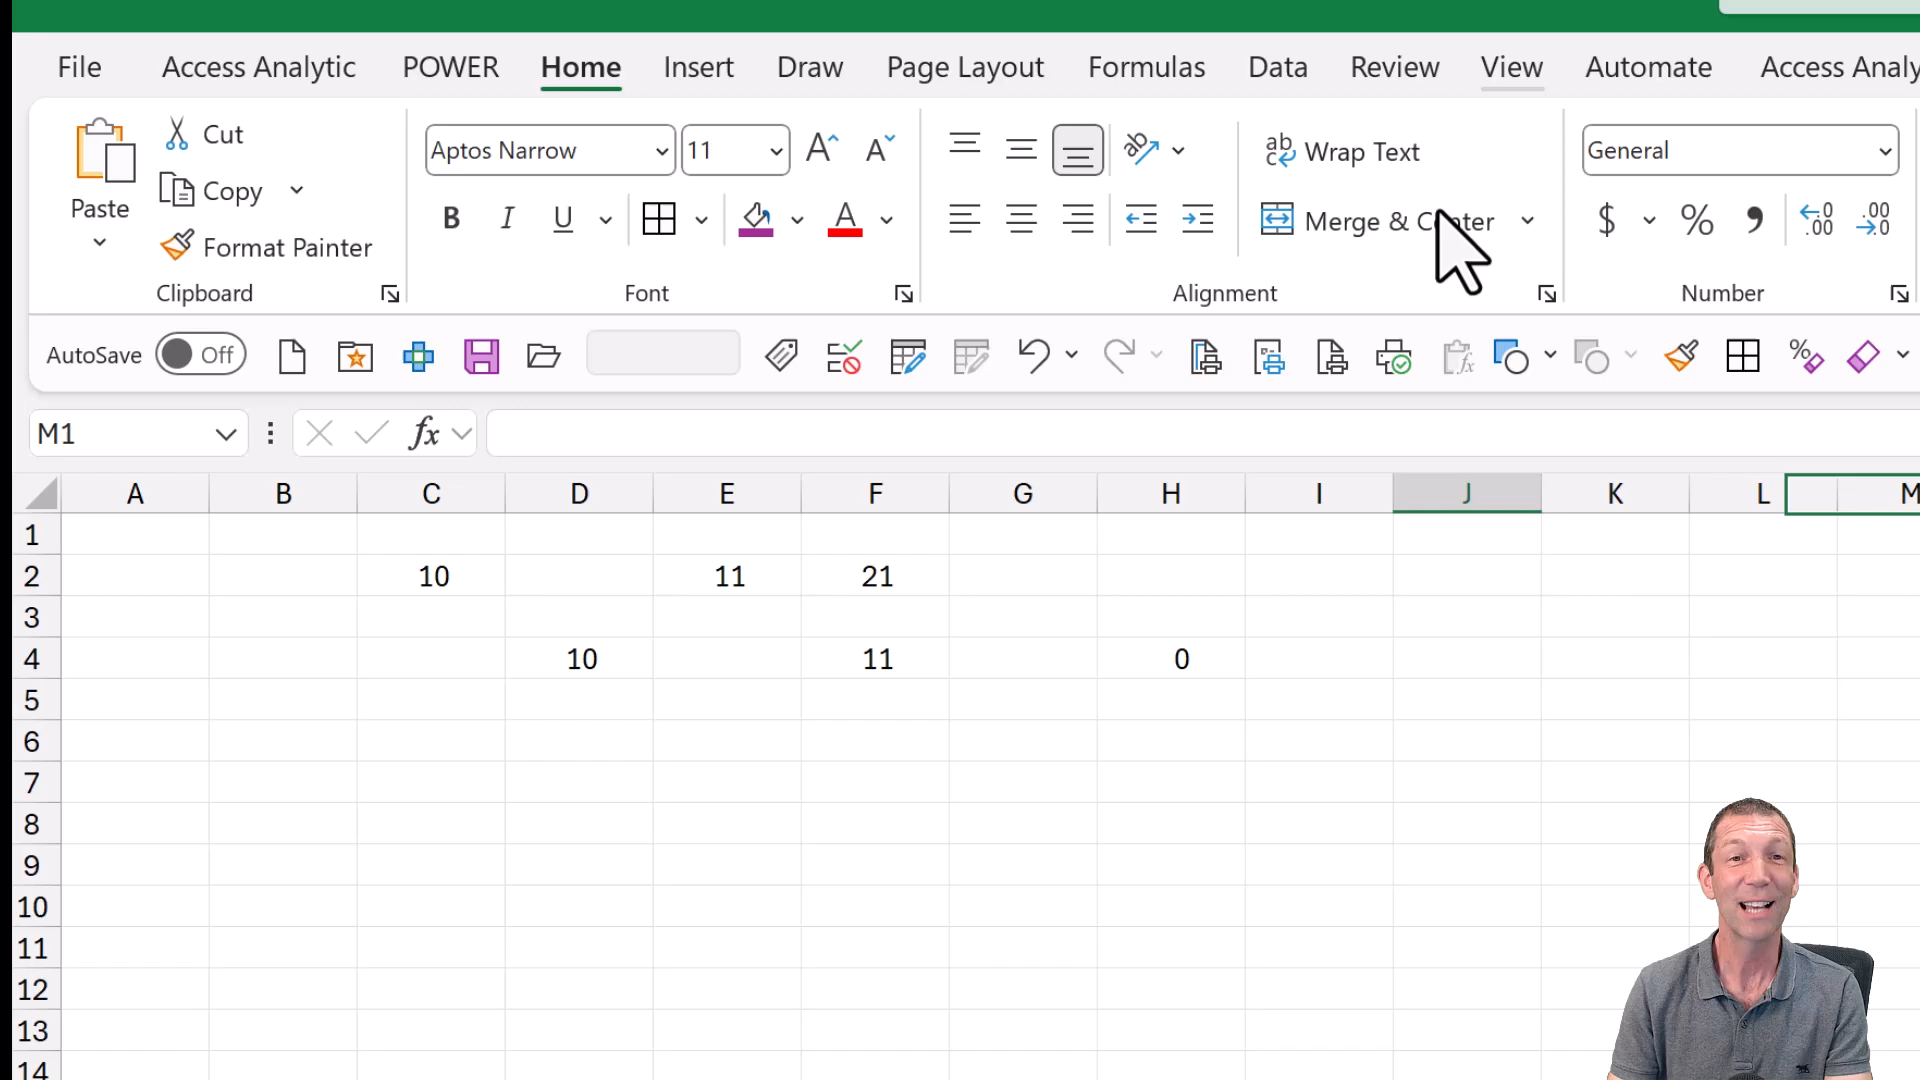 File Access Analytic POWER Home Insert Draw Page Layout Formulas Data Review View Automate Access Analy
Paste
Cut
Copy
Format Painter
Clipboard
Aptos Narrow 11
B I U A
Font
Wrap Text
Merge & Center
Alignment
General
$ % 9
Number
AutoSave Off
M1 fx
A B C D E F G H I J K L M
1
2 10 11 21
3
4 10 11 0
5
6
7
8
9
10
11
12
13
14